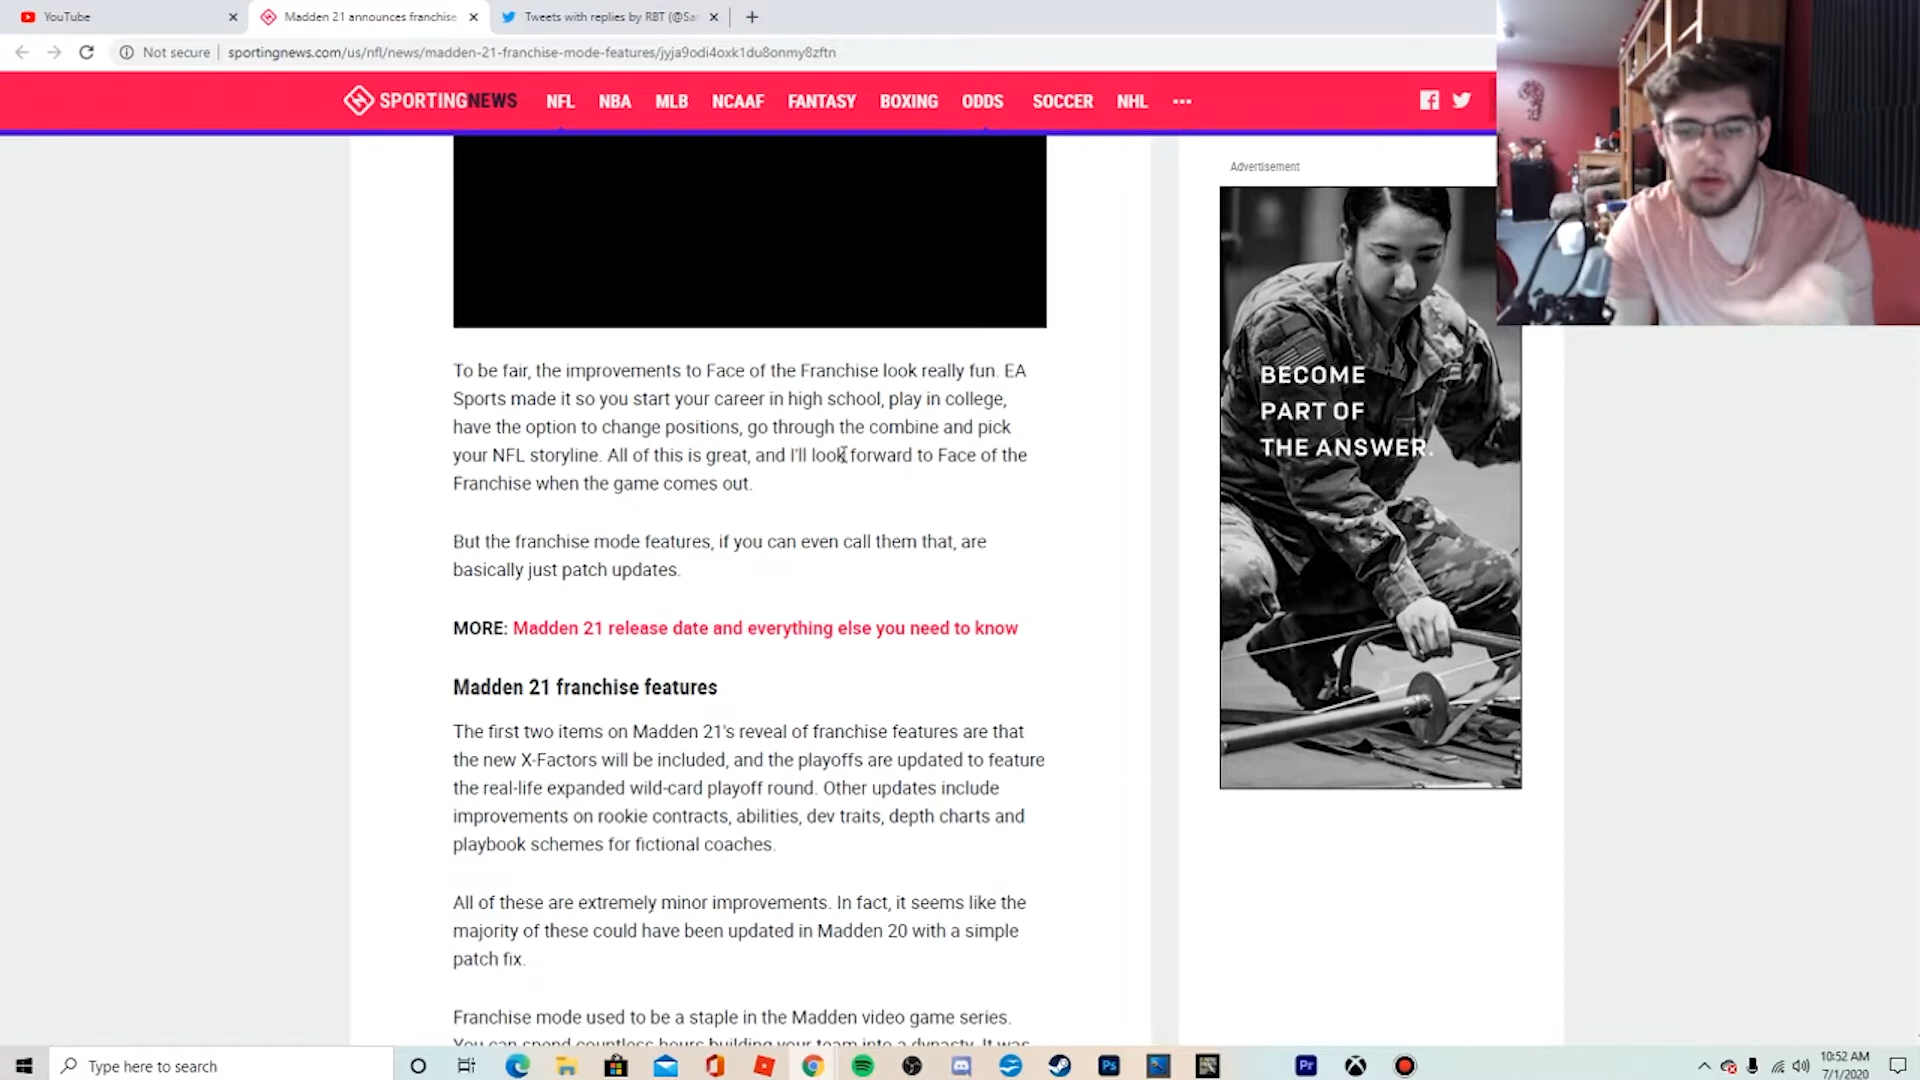 YouTube
Madden 21 announces franchise
Tweets with replies by RBT (@Sa
Not secure
sportingnews.com/us/nfl/news/madden-21-franchise-mode-features/jyja9odi4oxk1du8onmy8zftn
SPORTINGNEWS NFL NBA MLB NCAAF FANTASY BOXING ODDS SOCCER NHL ...
Advertisement
To be fair, the improvements to Face of the Franchise look really fun. EA
Sports made it so you start your career in high school, play in college,
have the option to change positions, go through the combine and pick
your NFL storyline. All of this is great, and I'll look forward to Face of the
Franchise when the game comes out.
But the franchise mode features, if you can even call them that, are
basically just patch updates.
MORE: Madden 21 release date and everything else you need to know
Madden 21 franchise features
The first two items on Madden 21's reveal of franchise features are that
the new X-Factors will be included, and the playoffs are updated to feature
the real-life expanded wild-card playoff round. Other updates include
improvements on rookie contracts, abilities, dev traits, depth charts and
playbook schemes for fictional coaches.
All of these are extremely minor improvements. In fact, it seems like the
majority of these could have been updated in Madden 20 with a simple
patch fix.
Franchise mode used to be a staple in the Madden video game series.
You can spend countless hours building your team into a dynasty. It was
BECOME
PART OF
THE ANSWER.
Type here to search
Ps
Pr
10:52 AM
7/1/2020